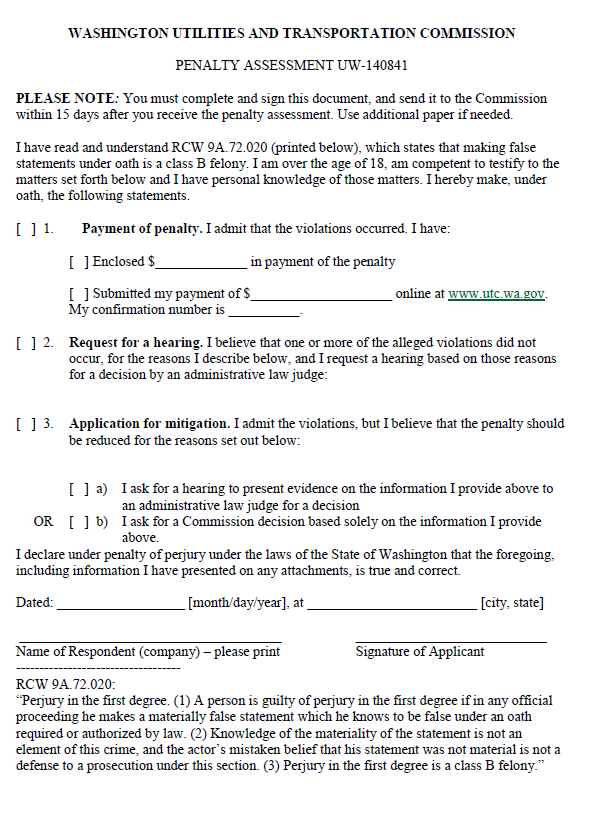 WASHINGTON UTILITIES AND TRANSPORTATION COMMISSION
PENALTY ASSESSMENT UW-140841
PLEASE NOTE: You must complete and sign this document, and send it to the Commission
within 15 days after you receive the penalty assessment. Use additional paper if needed.
I have read and understand RCW 9A.72.020 (printed below), which states that making false
statements under oath is a class B felony. I am over the age of 18, am competent to testify to the
matters set forth below and I have personal knowledge of those matters. I hereby make, under
oath, the following statements.
[ ] 1. Payment of penalty. I admit that the violations occurred. I have:
[ ] Enclosed $______________ in payment of the penalty
[ ] Submitted my payment of $_____________________ online at www.utc.wa.gov.
My confirmation number is ___________.
[ ] 2. Request for a hearing. I believe that one or more of the alleged violations did not
occur, for the reasons I describe below, and I request a hearing based on those reasons
for a decision by an administrative law judge:
[ ] 3. Application for mitigation. I admit the violations, but I believe that the penalty should
be reduced for the reasons set out below:
[ ] a) I ask for a hearing to present evidence on the information I provide above to
an administrative law judge for a decision
OR [ ] b) I ask for a Commission decision based solely on the information I provide
above.
I declare under penalty of perjury under the laws of the State of Washington that the foregoing,
including information I have presented on any attachments, is true and correct.
Dated: ___________________ [month/day/year], at _________________________ [city, state]
_______________________________________ ____________________________
Name of Respondent (company) – please print Signature of Applicant
-----------------------------------
RCW 9A.72.020:
“Perjury in the first degree. (1) A person is guilty of perjury in the first degree if in any official
proceeding he makes a materially false statement which he knows to be false under an oath
required or authorized by law. (2) Knowledge of the materiality of the statement is not an
element of this crime, and the actor’s mistaken belief that his statement was not material is not a
defense to a prosecution under this section. (3) Perjury in the first degree is a class B felony.”